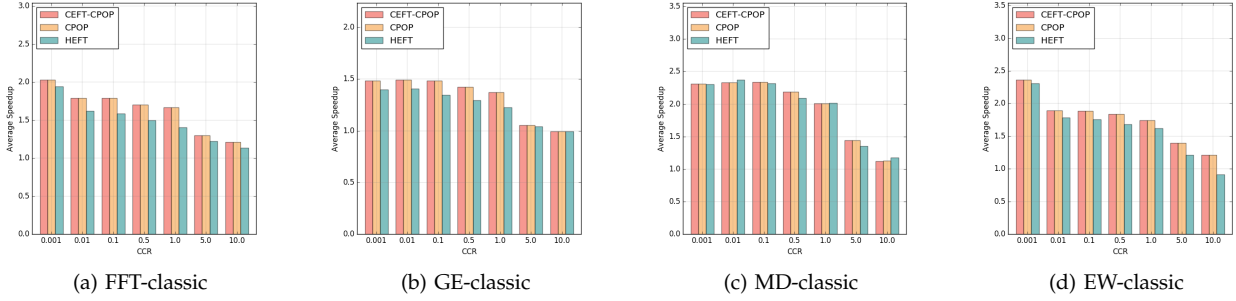 3.0
2.5
2.0
1.5
1.0
0.5
0.0
Average Speedup
CEFT-CPOP
CPOP
HEFT
0.001 0.01 0.1 0.5 1.0 5.0 10.0
CCR
(a) FFT-classic
2.0
1.5
1.0
0.5
0.0
Average Speedup
CEFT-CPOP
CPOP
HEFT
0.001 0.01 0.1 0.5 1.0 5.0 10.0
CCR
(b) GE-classic
3.5
3.0
2.5
2.0
1.5
1.0
0.5
0.0
Average Speedup
CEFT-CPOP
CPOP
HEFT
0.001 0.01 0.1 0.5 1.0 5.0 10.0
CCR
(c) MD-classic
3.5
3.0
2.5
2.0
1.5
1.0
0.5
0.0
Average Speedup
CEFT-CPOP
CPOP
HEFT
0.001 0.01 0.1 0.5 1.0 5.0 10.0
CCR
(d) EW-classic